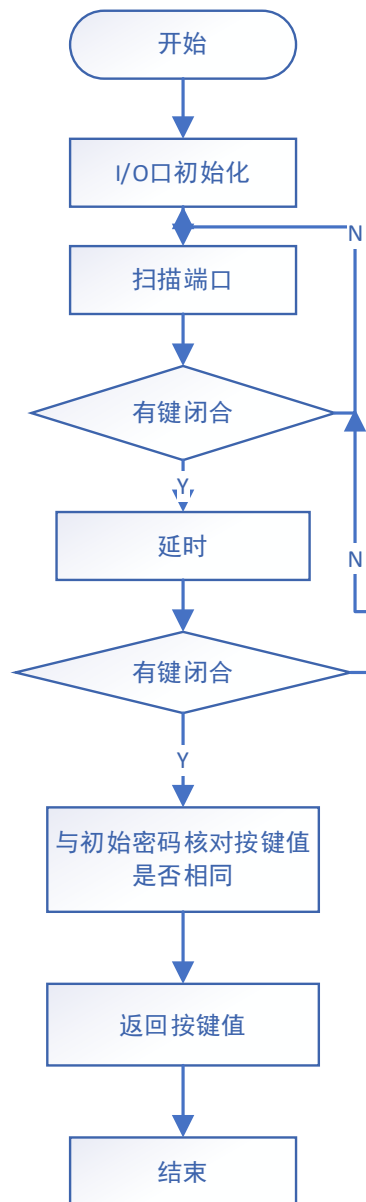 开始
I/O口初始化
N
扫描端口
有键闭合
Y
延时
N
有键闭合
Y
与初始密码核对按键值
是否相同
返回按键值
结束